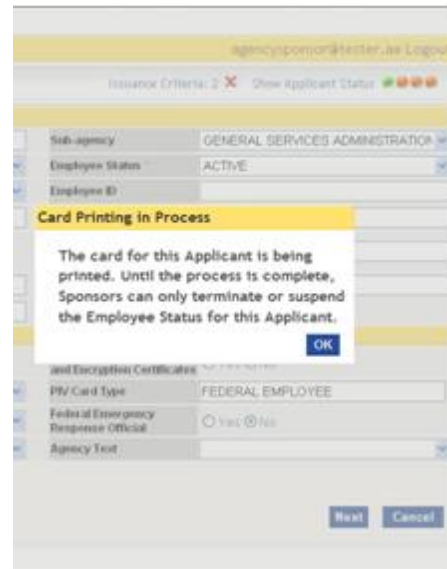 agencysponsor@tester.ae Logout
Issuance Criteria: 2 Show Applicant Status
Sub-agency GENERAL SERVICES ADMINISTRATION
Employee Status ACTIVE
Employee ID
Card Printing in Process
The card for this Applicant is being
printed. Until the process is complete,
Sponsors can only terminate or suspend
the Employee Status for this Applicant.
OK
and Encryption Certificates
PIV Card Type FEDERAL EMPLOYEE
Federal Emergency
Response Official Yes No
Agency Text
Next Cancel